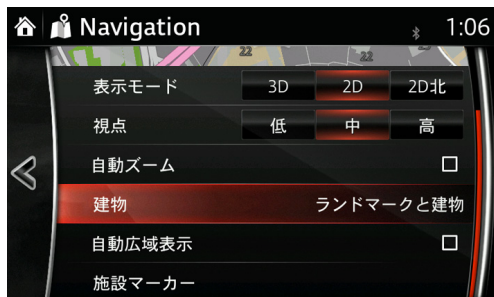 Navigation 1:06
22 22
表示モード 3D 2D 2D北
視点 低 中 高
自動ズーム
建物 ランドマークと建物
自動広域表示
施設マーカー